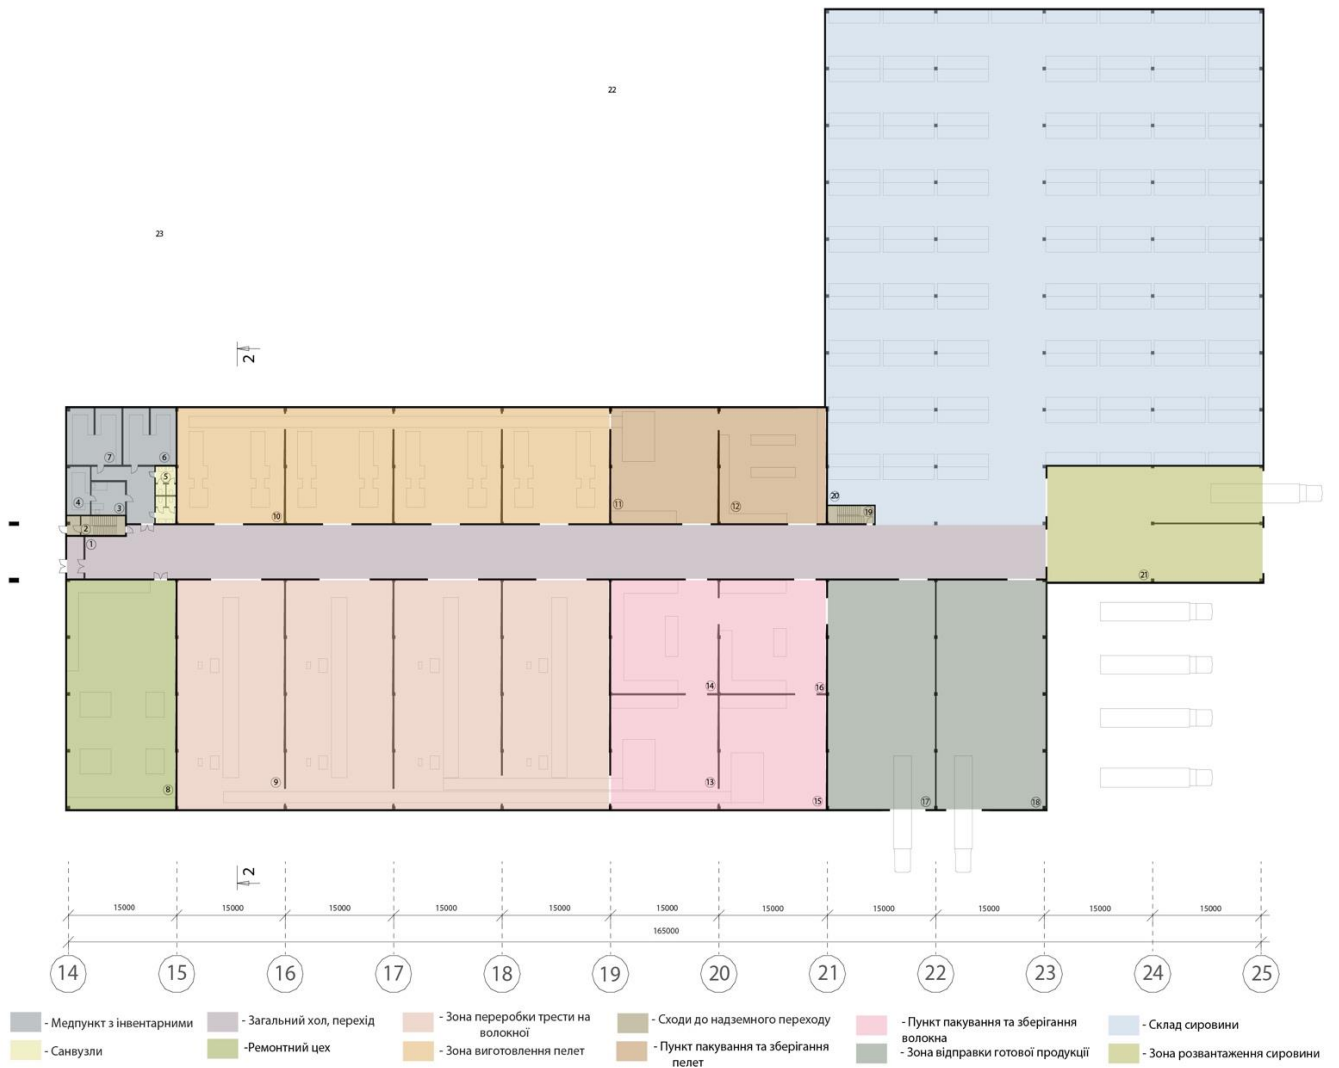 22
23
2
7
6
5
4
3
2
1
10
11
12
20
19
21
14
16
8
9
13
15
17
18
2
15000 15000 15000 15000 15000 15000 15000 15000 15000 15000 15000
165000
14 15 16 17 18 19 20 21 22 23 24 25
- Медпункт з інвентарними
- Санвузли
- Загальний хол, перехід
-Ремонтний цех
- Зона переробки трести на
волокної
- Зона виготовлення пелет
- Сходи до надземного переходу
- Пункт пакування та зберігання
пелет
- Пункт пакування та зберігання
волокна
- Зона відправки готової продукції
- Склад сировини
- Зона розвантаження сировини